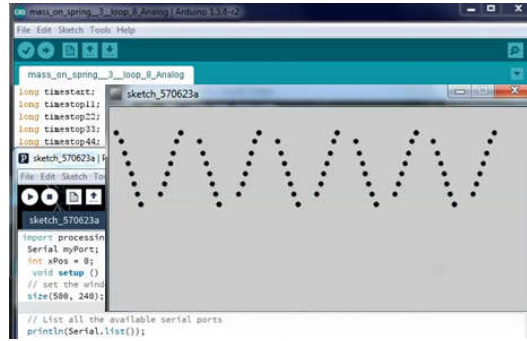 mass_on_spring__3__loop_8_Analog | Arduino 1.5.6-r2
File Edit Sketch Tools Help
mass_on_spring__3__loop_8_Analog
long timestart;
long timestop11;
long timestop22;
long timestop33;
long timestop44;
sketch_570623a
sketch_570623a |
File Edit Sketch
sketch_570623a
import processin
Serial myPort;
int xPos = 0;
void setup ()
// set the wind
size(500, 240);
// List all the available serial ports
println(Serial.list());